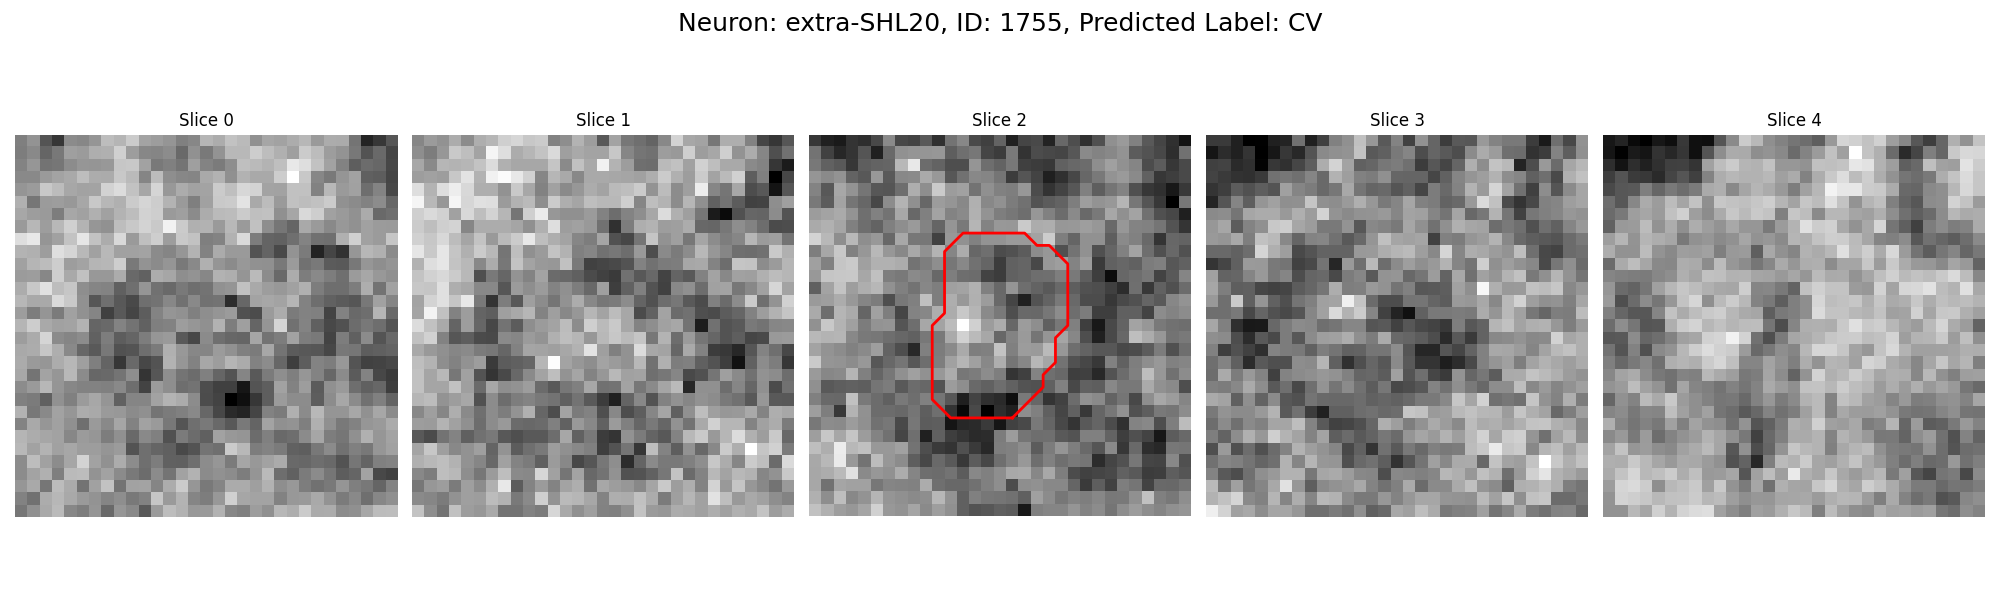 Neuron: extra-SHL20, ID: 1755, Predicted Label: CV
Slice 0
Slice 1
Slice 2
Slice 3
Slice 4